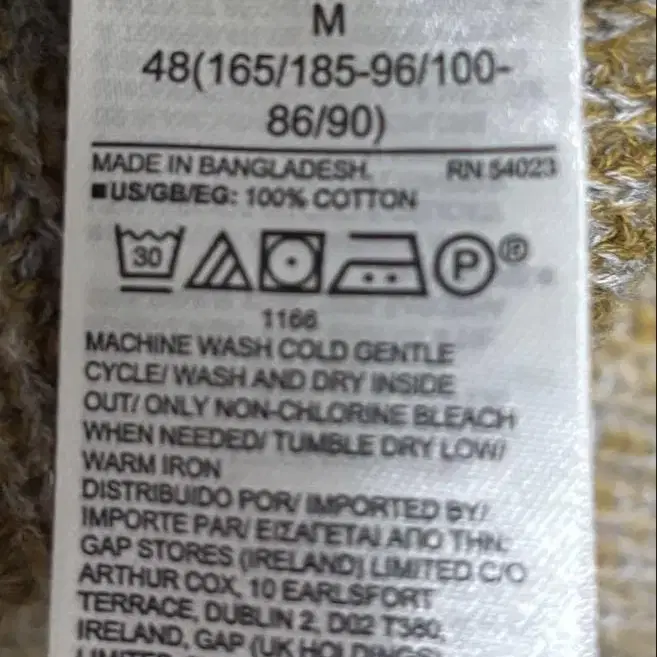 M
48(165/185-96/100-
86/90)
MADE IN BANGLADESH. RN 54023
■US/GB/EG: 100% COTTON
30 P ®
1166
MACHINE WASH COLD GENTLE
CYCLE/ WASH AND DRY INSIDE
OUT/ ONLY NON-CHLORINE BLEACH
WHEN NEEDED/ TUMBLE DRY LOW/
WARM IRON
DISTRIBUIDO POR/ IMPORTED BY/
IMPORTE PAR/ ΕΙΣΑΓΕΤΑΙ ΑΠΟ ΤΗΝ:
GAP STORES (IRELAND) LIMITED C/O
ARTHUR COX, 10 EARLSFORT
TERRACE, DUBLIN 2, D02 T380,
IRELAND, GAP (UK HOLDINGS)
LIMITED